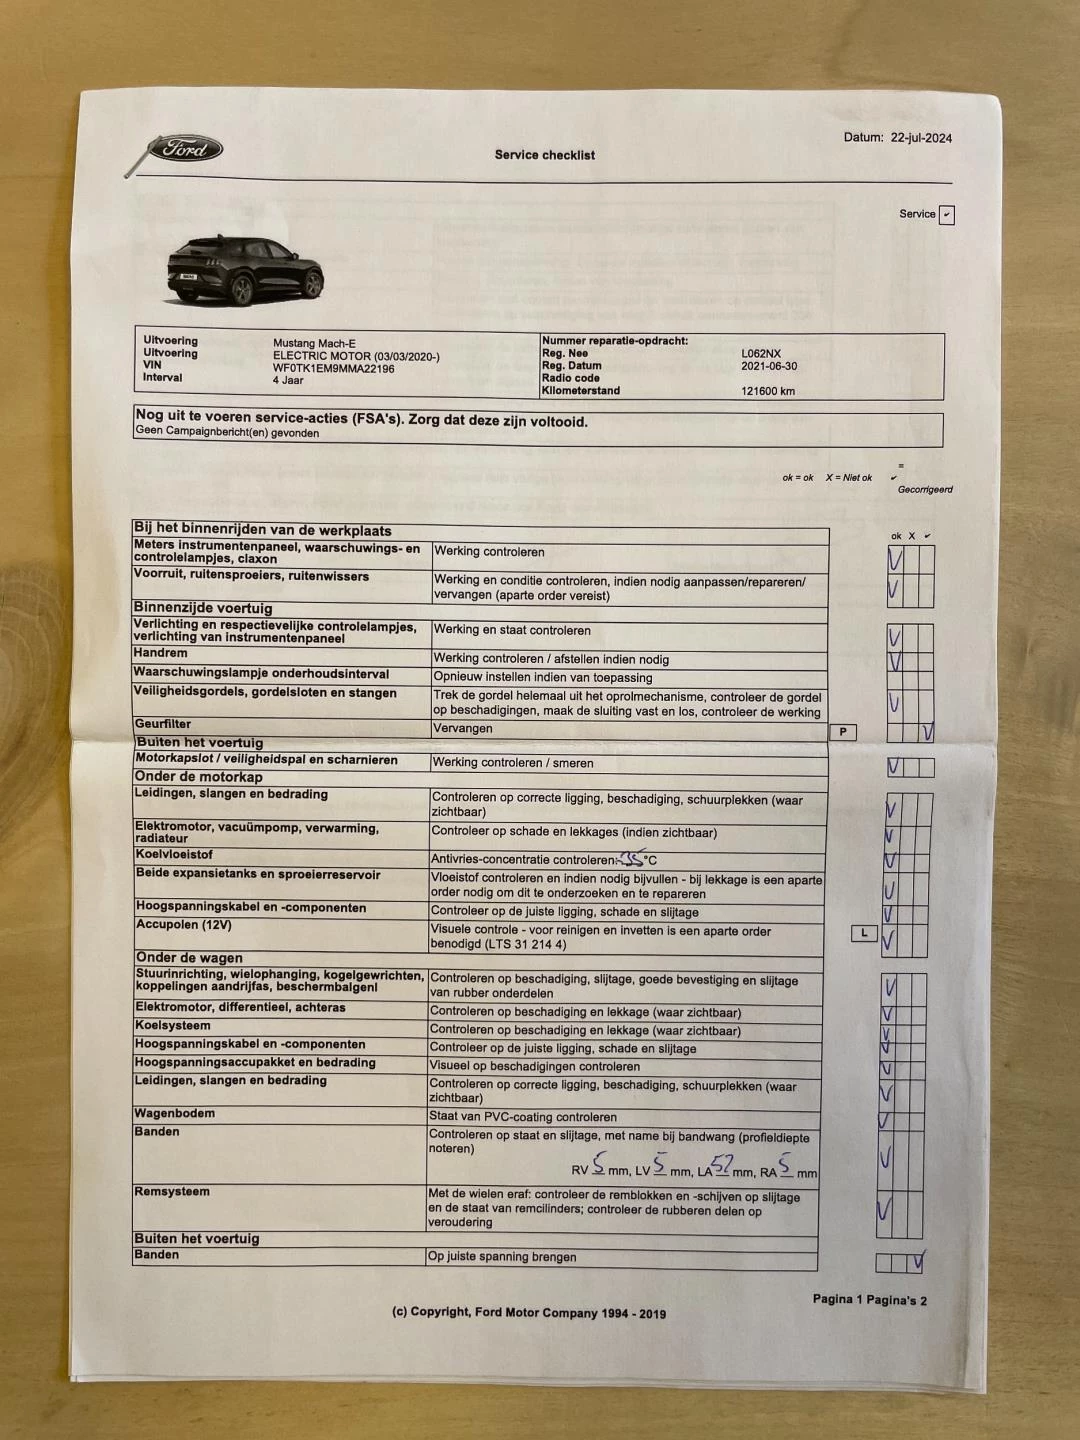 Ford
Datum: 22-jul-2024
Service checklist
Service ✓
Uitvoering Mustang Mach-E
Uitvoering ELECTRIC MOTOR (03/03/2020-)
VIN WF0TK1EM9MMA22196
Interval 4 Jaar
Nummer reparatie-opdracht:
Reg. Nee L062NX
Reg. Datum 2021-06-30
Radio code
Kilometerstand 121600 km
Nog uit te voeren service-acties (FSA's). Zorg dat deze zijn voltooid.
Geen Campaignbericht(en) gevonden
ok = ok X = Niet ok ✓ =
Gecorrigeerd
ok X ✓
Bij het binnenrijden van de werkplaats
Meters instrumentenpaneel, waarschuwings- en
controlelampjes, claxon
Werking controleren
Voorruit, ruitensproeiers, ruitenwissers
Werking en conditie controleren, indien nodig aanpassen/repareren/
vervangen (aparte order vereist)
Binnenzijde voertuig
Verlichting en respectievelijke controlelampjes,
verlichting van instrumentenpaneel
Werking en staat controleren
Handrem
Werking controleren / afstellen indien nodig
Waarschuwingslampje onderhoudsinterval
Opnieuw instellen indien van toepassing
Veiligheidsgordels, gordelsloten en stangen
Trek de gordel helemaal uit het oprolmechanisme, controleer de gordel
op beschadigingen, maak de sluiting vast en los, controleer de werking
Geurfilter
Vervangen
P
Buiten het voertuig
Motorkapslot / veiligheidspal en scharnieren
Werking controleren / smeren
Onder de motorkap
Leidingen, slangen en bedrading
Controleren op correcte ligging, beschadiging, schuurplekken (waar
zichtbaar)
Elektromotor, vacuümpomp, verwarming,
radiateur
Controleer op schade en lekkages (indien zichtbaar)
Koelvloeistof
Antivries-concentratie controleren: -35 °C
Beide expansietanks en sproeierreservoir
Vloeistof controleren en indien nodig bijvullen - bij lekkage is een aparte
order nodig om dit te onderzoeken en te repareren
Hoogspanningskabel en -componenten
Controleer op de juiste ligging, schade en slijtage
Accupolen (12V)
Visuele controle - voor reinigen en invetten is een aparte order
benodigd (LTS 31 214 4)
L
Onder de wagen
Stuurinrichting, wielophanging, kogelgewrichten,
koppelingen aandrijfas, beschermbalgenl
Controleren op beschadiging, slijtage, goede bevestiging en slijtage
van rubber onderdelen
Elektromotor, differentieel, achteras
Controleren op beschadiging en lekkage (waar zichtbaar)
Koelsysteem
Controleren op beschadiging en lekkage (waar zichtbaar)
Hoogspanningskabel en -componenten
Controleer op de juiste ligging, schade en slijtage
Hoogspanningsaccupakket en bedrading
Visueel op beschadigingen controleren
Leidingen, slangen en bedrading
Controleren op correcte ligging, beschadiging, schuurplekken (waar
zichtbaar)
Wagenbodem
Staat van PVC-coating controleren
Banden
Controleren op staat en slijtage, met name bij bandwang (profieldiepte
noteren)
RV 5 mm, LV 5 mm, LA 5 mm, RA 5 mm
Remsysteem
Met de wielen eraf: controleer de remblokken en -schijven op slijtage
en de staat van remcilinders; controleer de rubberen delen op
veroudering
Buiten het voertuig
Banden
Op juiste spanning brengen
Pagina 1 Pagina's 2
(c) Copyright, Ford Motor Company 1994 - 2019